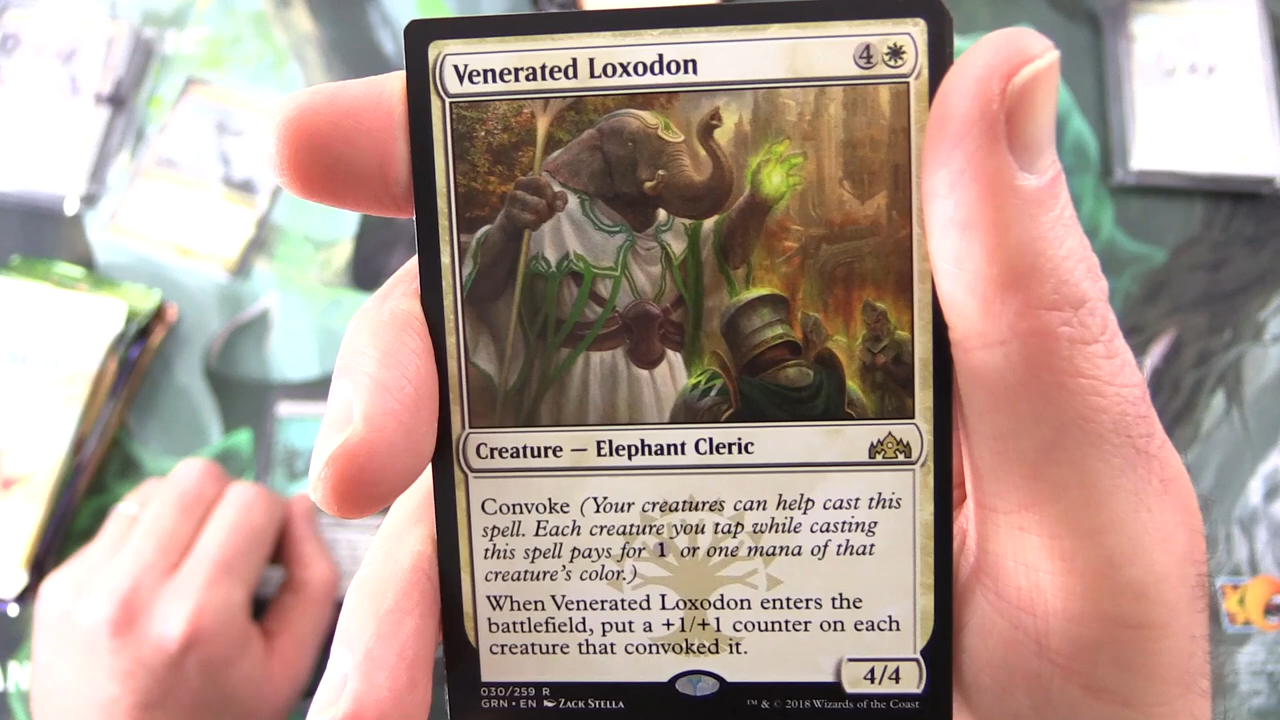 Venerated Loxodon 4
Creature — Elephant Cleric
Convoke (Your creatures can help cast this
spell. Each creature you tap while casting
this spell pays for 1 or one mana of that
creature's color.)
When Venerated Loxodon enters the
battlefield, put a +1/+1 counter on each
creature that convoked it.
4/4
030/259 R
GRN • EN Zack Stella
™ & © 2018 Wizards of the Coast